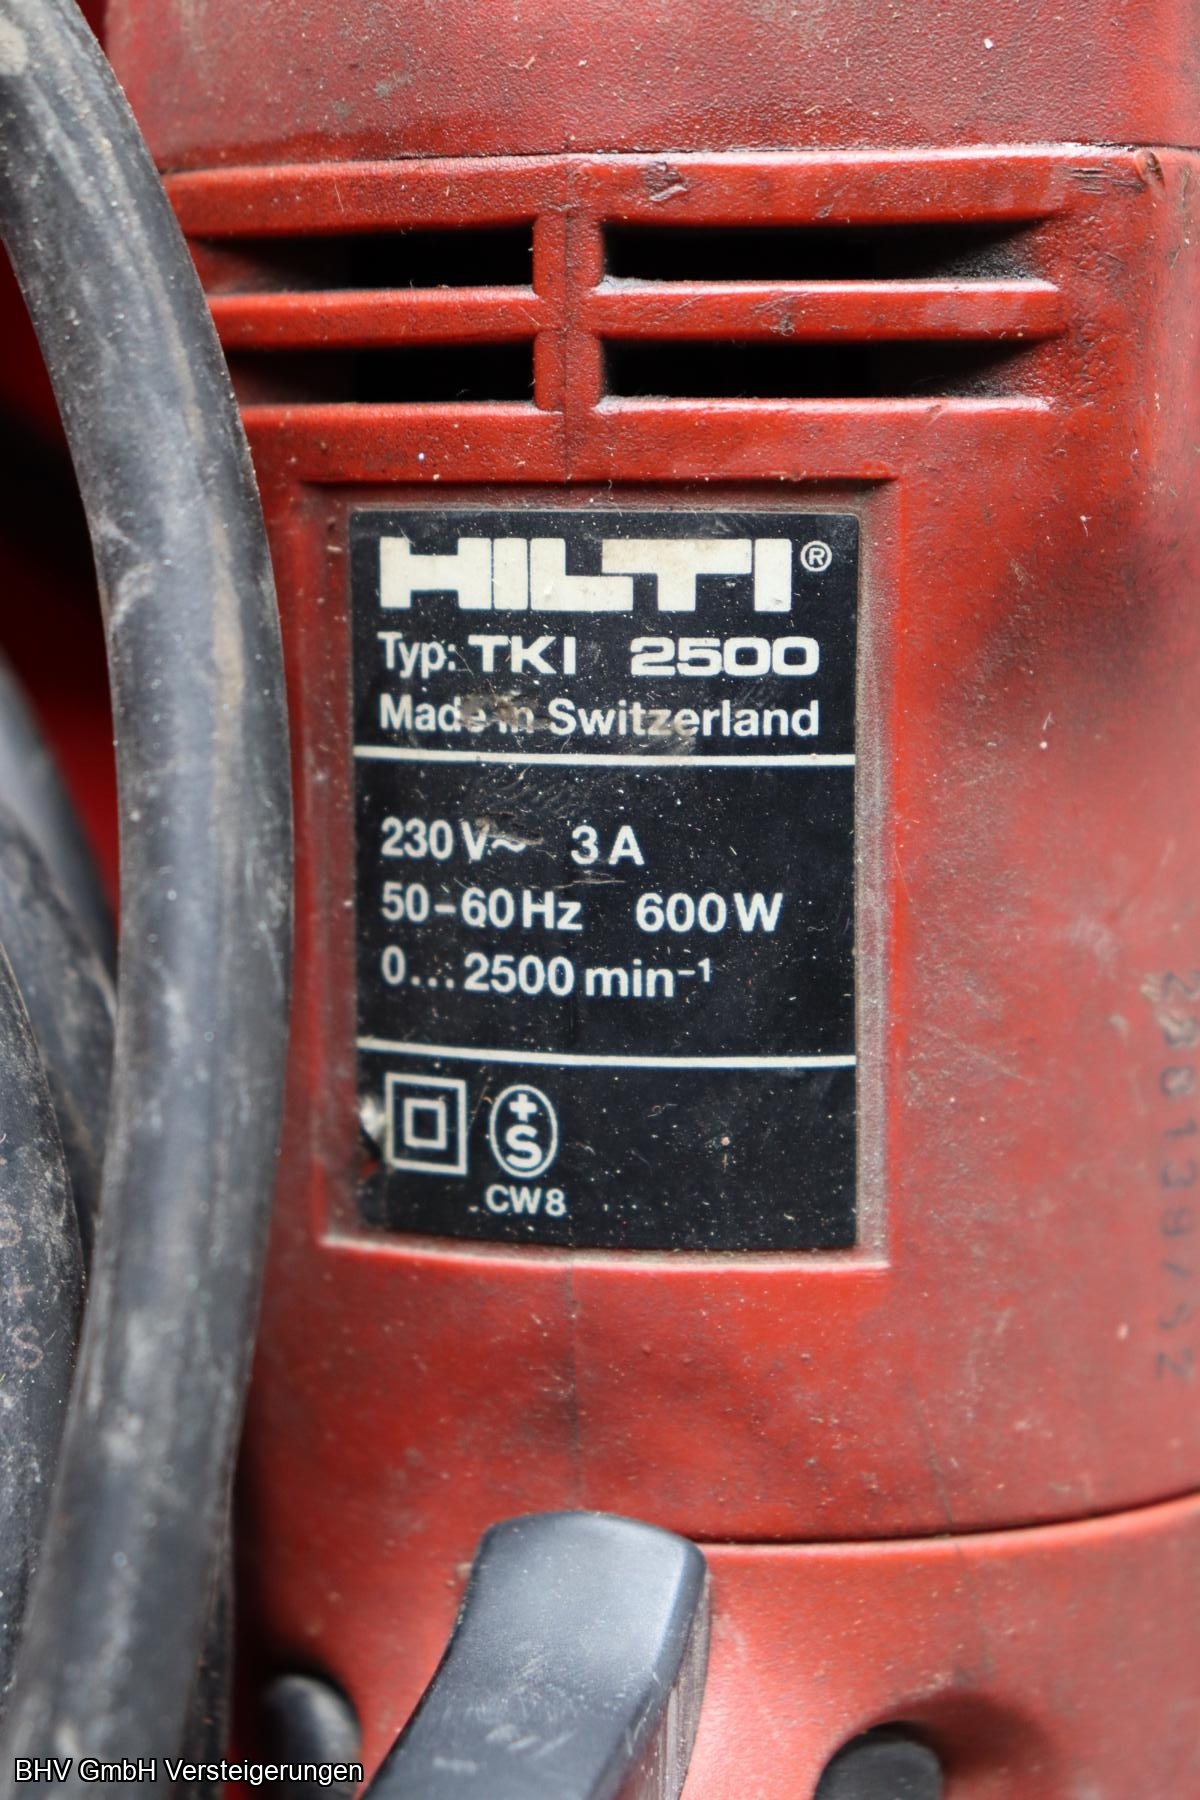 HILTI®
Typ: TKI 2500
Made in Switzerland
230 V~ 3 A
50-60 Hz 600 W
0...2500 min⁻¹
+S
CW8
BHV GmbH Versteigerungen